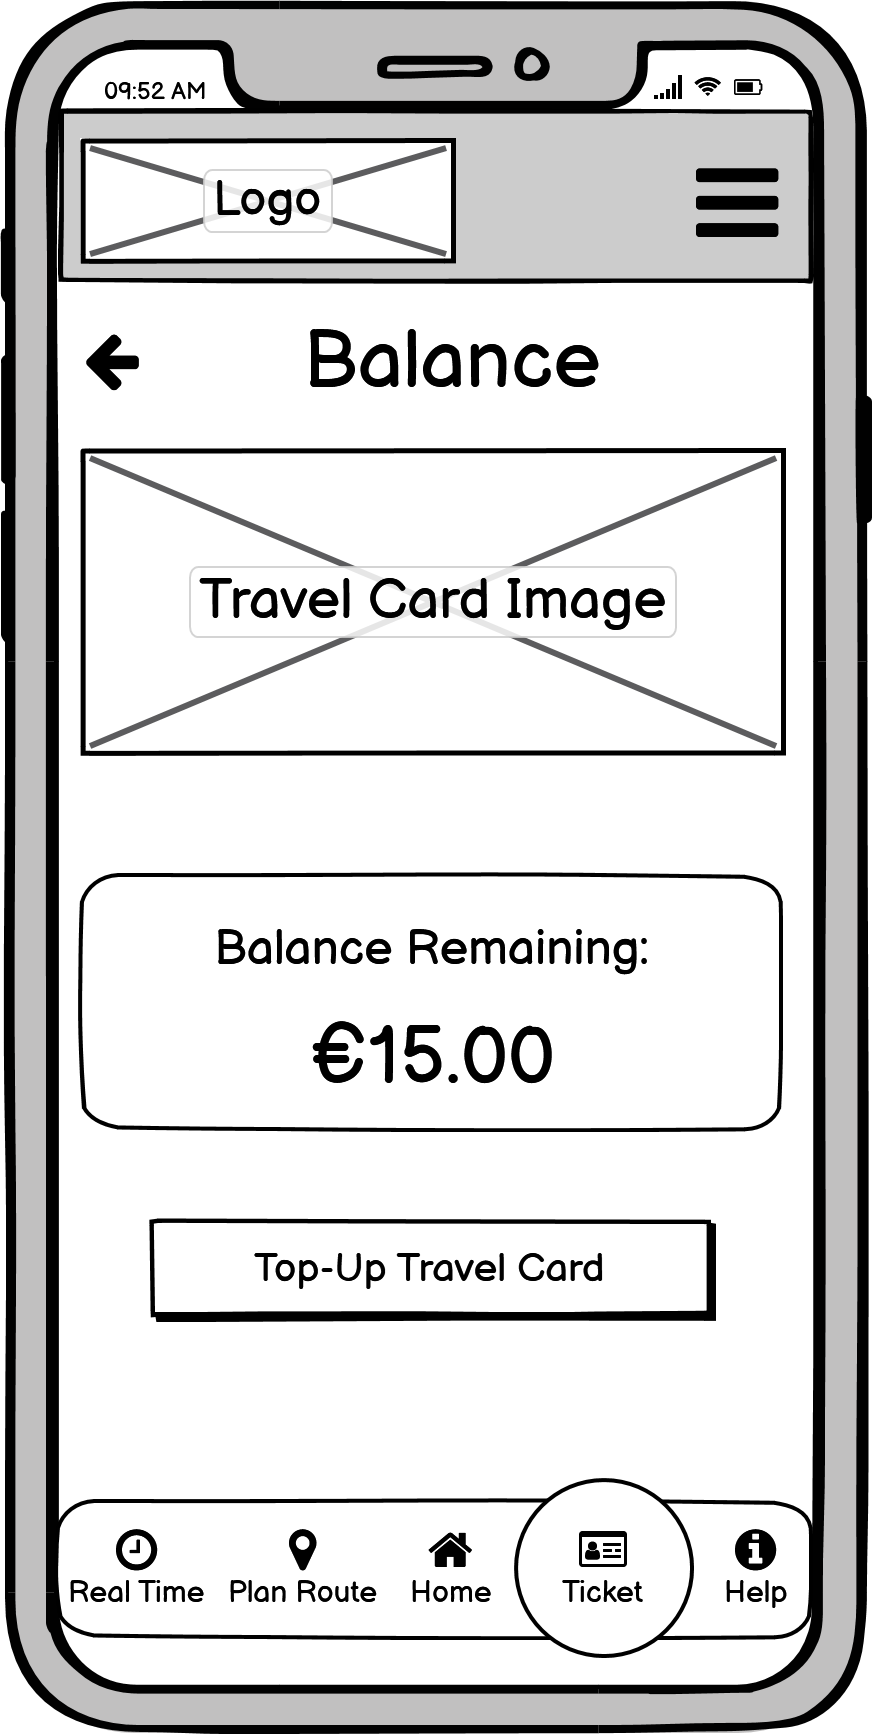 09:52 AM
Logo
Balance
Travel Card Image
Balance Remaining:
€15.00
Top-Up Travel Card
Real Time
Plan Route
Home
Ticket
Help